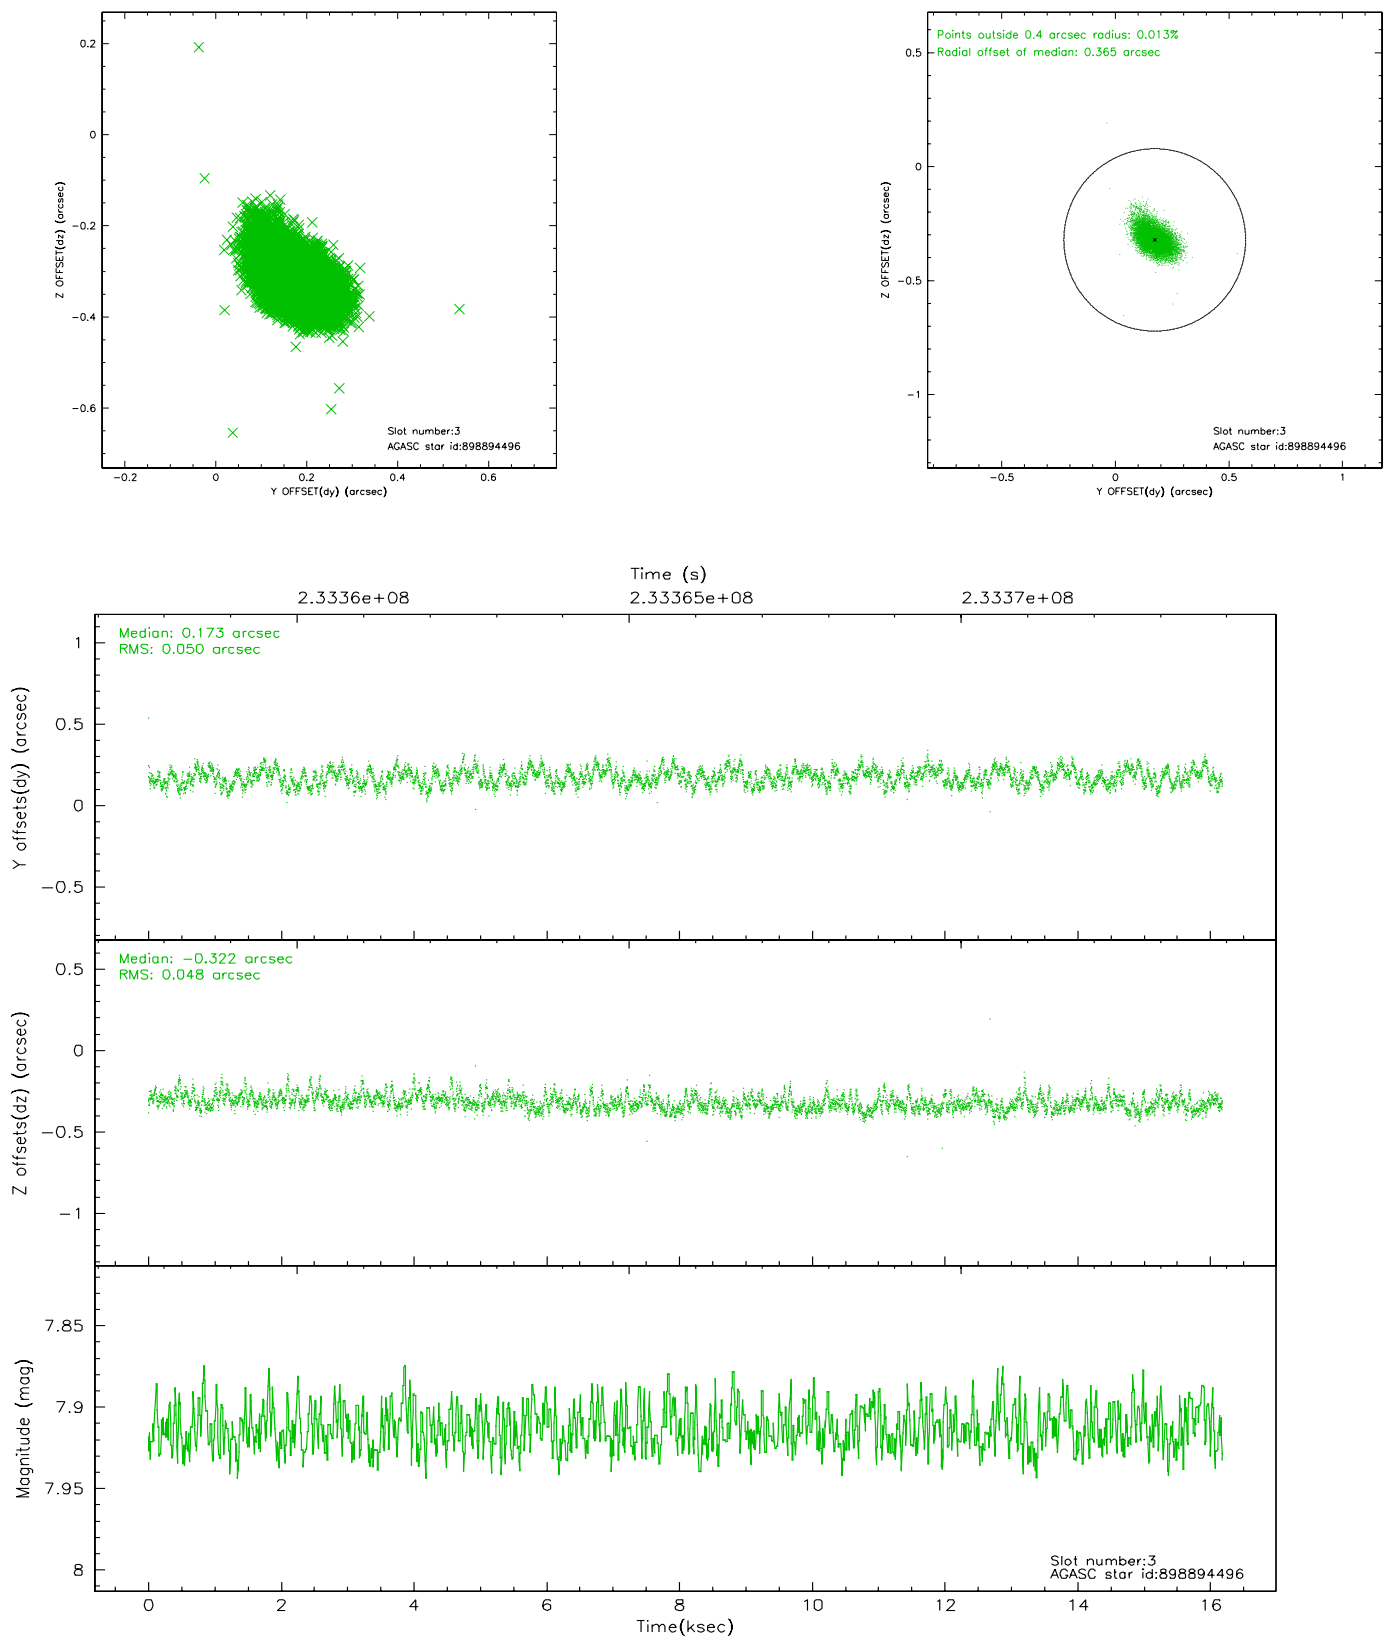 0.2
0
−0.2
−0.4
−0.6
Z OFFSET(dz) (arcsec)
Slot number:3
AGASC star id:898894496
−0.2 0 0.2 0.4 0.6
Y OFFSET(dy) (arcsec)
Points outside 0.4 arcsec radius: 0.013%
Radial offset of median: 0.365 arcsec
0.5
0
−0.5
−1
Z OFFSET(dz) (arcsec)
Slot number:3
AGASC star id:898894496
−0.5 0 0.5 1
Y OFFSET(dy) (arcsec)
Time (s)
2.3336e+08 2.33365e+08 2.3337e+08
Median: 0.173 arcsec
RMS: 0.050 arcsec
1
0.5
0
−0.5
Y offsets(dy) (arcsec)
Median: −0.322 arcsec
RMS: 0.048 arcsec
0.5
0
−0.5
−1
Z offsets(dz) (arcsec)
7.85
7.9
7.95
8
Magnitude (mag)
Slot number:3
AGASC star id:898894496
0 2 4 6 8 10 12 14 16
Time(ksec)